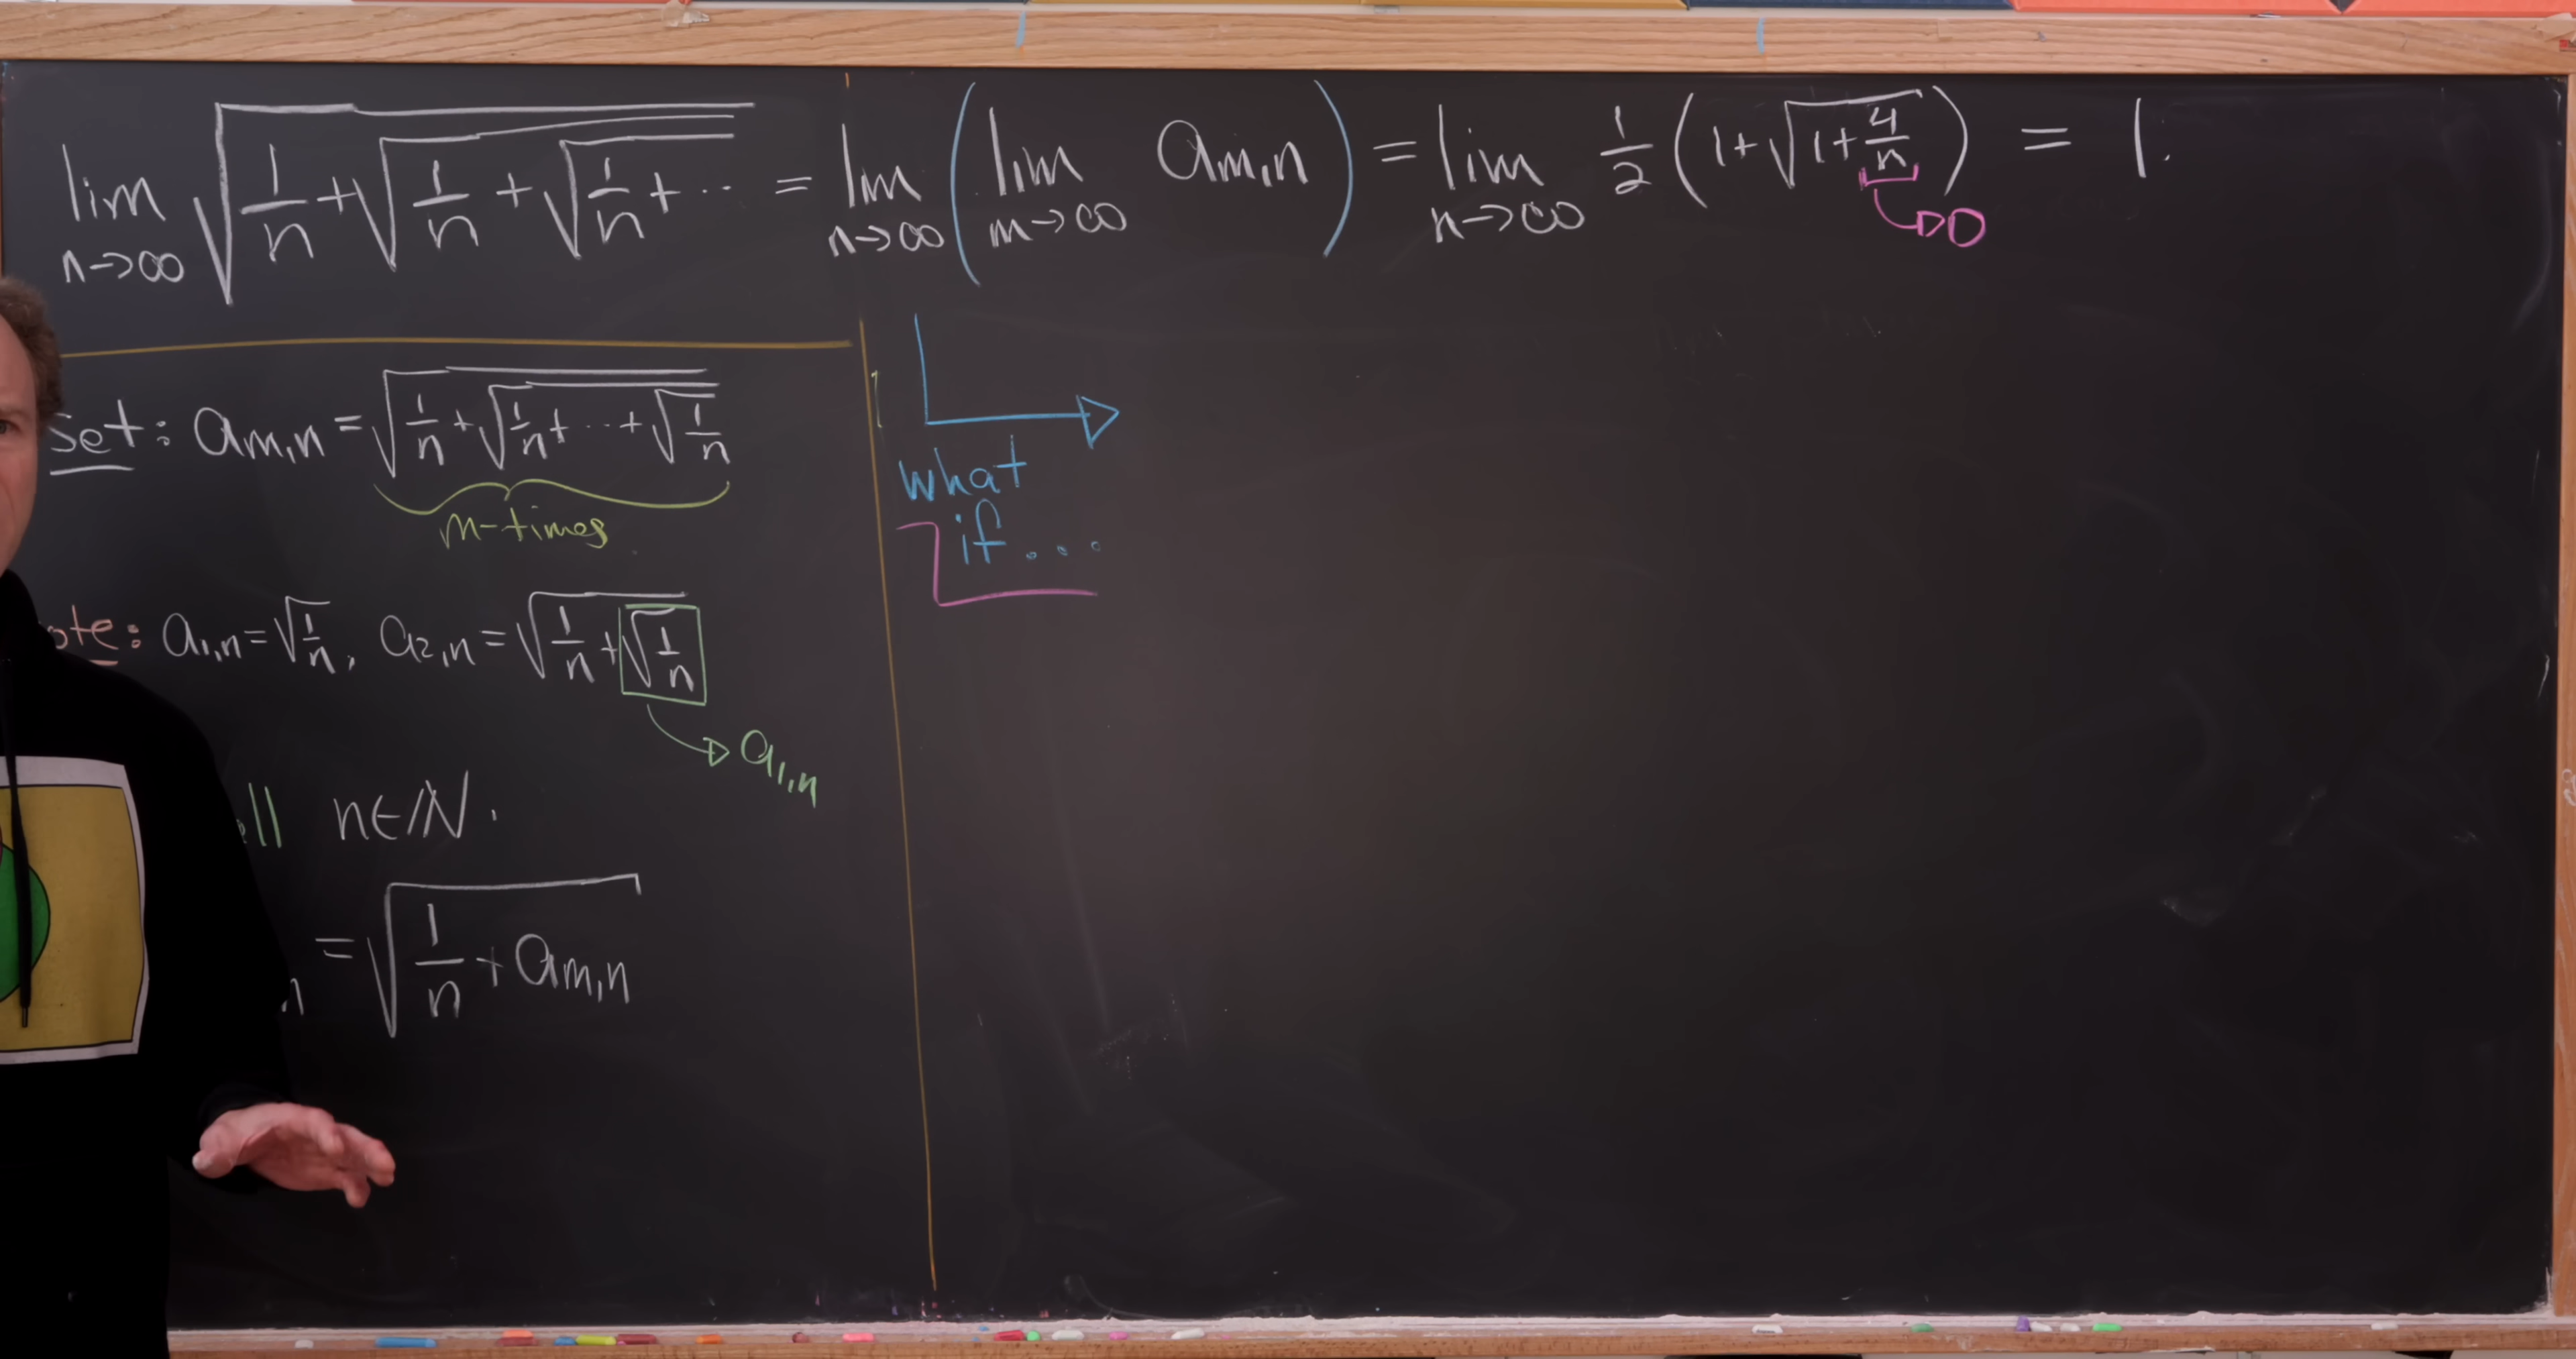 lim n→∞ √(1/n + √(1/n + √(1/n + ··· = lim n→∞ ( lim m→∞ a_{m,n} ) = lim n→∞ 1/2 ( 1 + √(1 + 4/n) ) = 1.
→ 0
Set: a_{m,n} = √(1/n + √(1/n + ··· + √(1/n)))
m-times
what
if...
ote: a_{1,n} = √(1/n), a_{2,n} = √(1/n + √(1/n))
→ a_{1,n}
ll n∈ℕ.
n = √(1/n + a_{m,n})